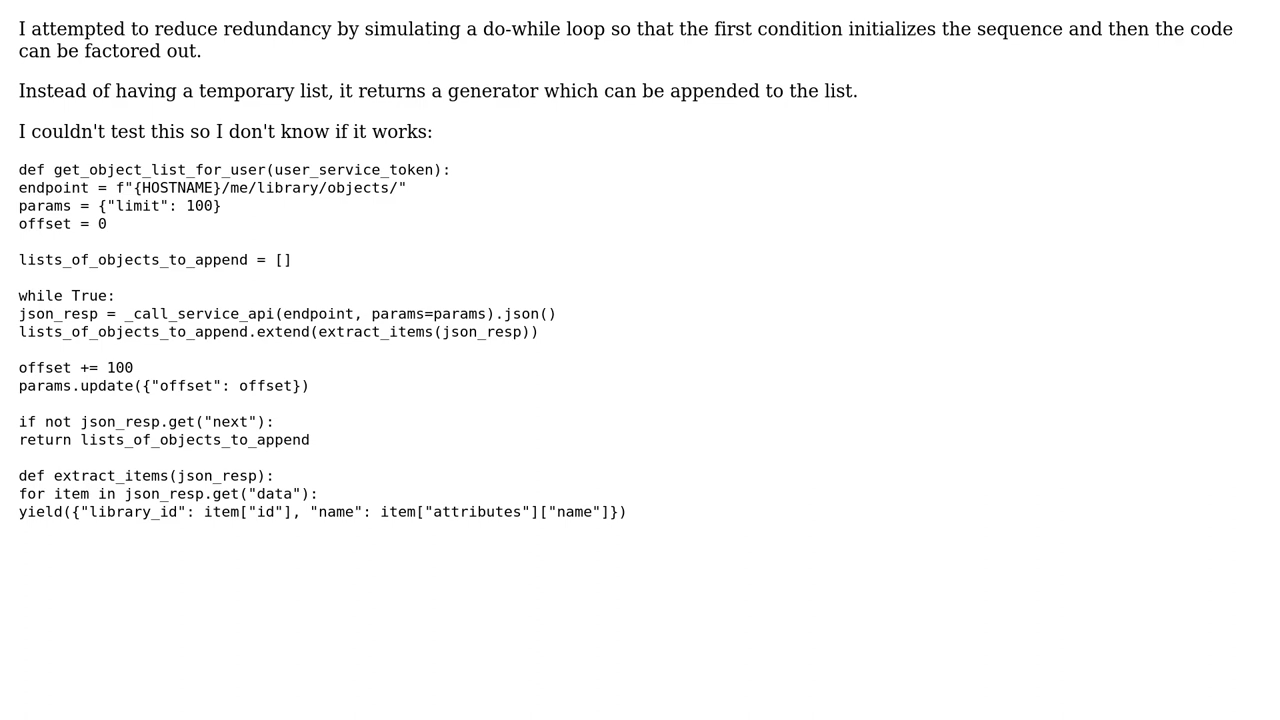 I attempted to reduce redundancy by simulating a do-while loop so that the first condition initializes the sequence and then the code
can be factored out.
Instead of having a temporary list, it returns a generator which can be appended to the list.
I couldn't test this so I don't know if it works:
def get_object_list_for_user(user_service_token):
endpoint = f"{HOSTNAME}/me/library/objects/"
params = {"limit": 100}
offset = 0
lists_of_objects_to_append = []
while True:
json_resp = _call_service_api(endpoint, params=params).json()
lists_of_objects_to_append.extend(extract_items(json_resp))
offset += 100
params.update({"offset": offset})
if not json_resp.get("next"):
return lists_of_objects_to_append
def extract_items(json_resp):
for item in json_resp.get("data"):
yield({"library_id": item["id"], "name": item["attributes"]["name"]})